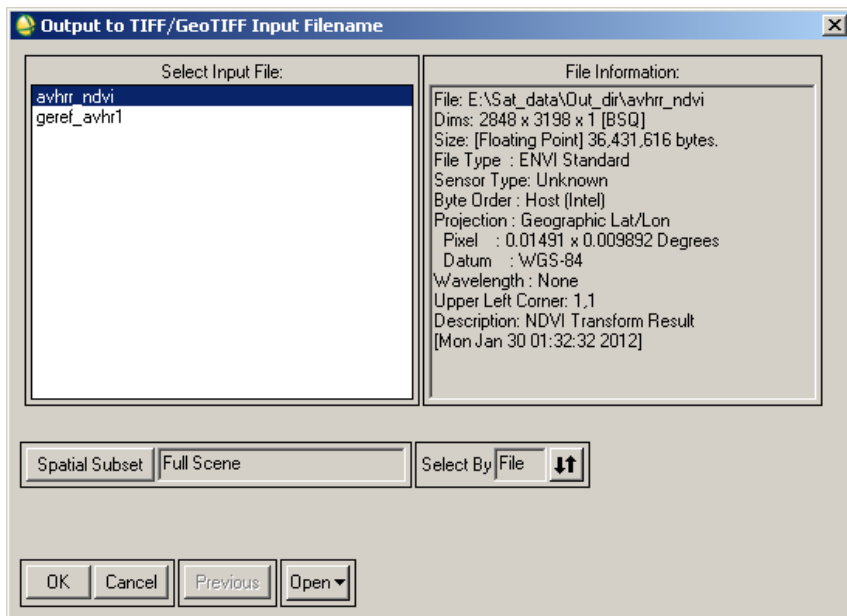 Output to TIFF/GeoTIFF Input Filename
Select Input File:
avhrr_ndvi
geref_avhr1
File Information:
File: E:\Sat_data\Out_dir\avhrr_ndvi
Dims: 2848 x 3198 x 1 [BSQ]
Size: [Floating Point] 36,431,616 bytes.
File Type : ENVI Standard
Sensor Type: Unknown
Byte Order : Host (Intel)
Projection : Geographic Lat/Lon
Pixel : 0.01491 x 0.009892 Degrees
Datum : WGS-84
Wavelength : None
Upper Left Corner: 1,1
Description: NDVI Transform Result
[Mon Jan 30 01:32:32 2012]
Spatial Subset Full Scene
Select By File
OK Cancel Previous Open